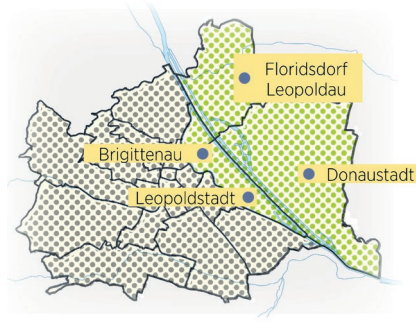 Floridsdorf
Leopoldau
Brigittenau
Donaustadt
Leopoldstadt